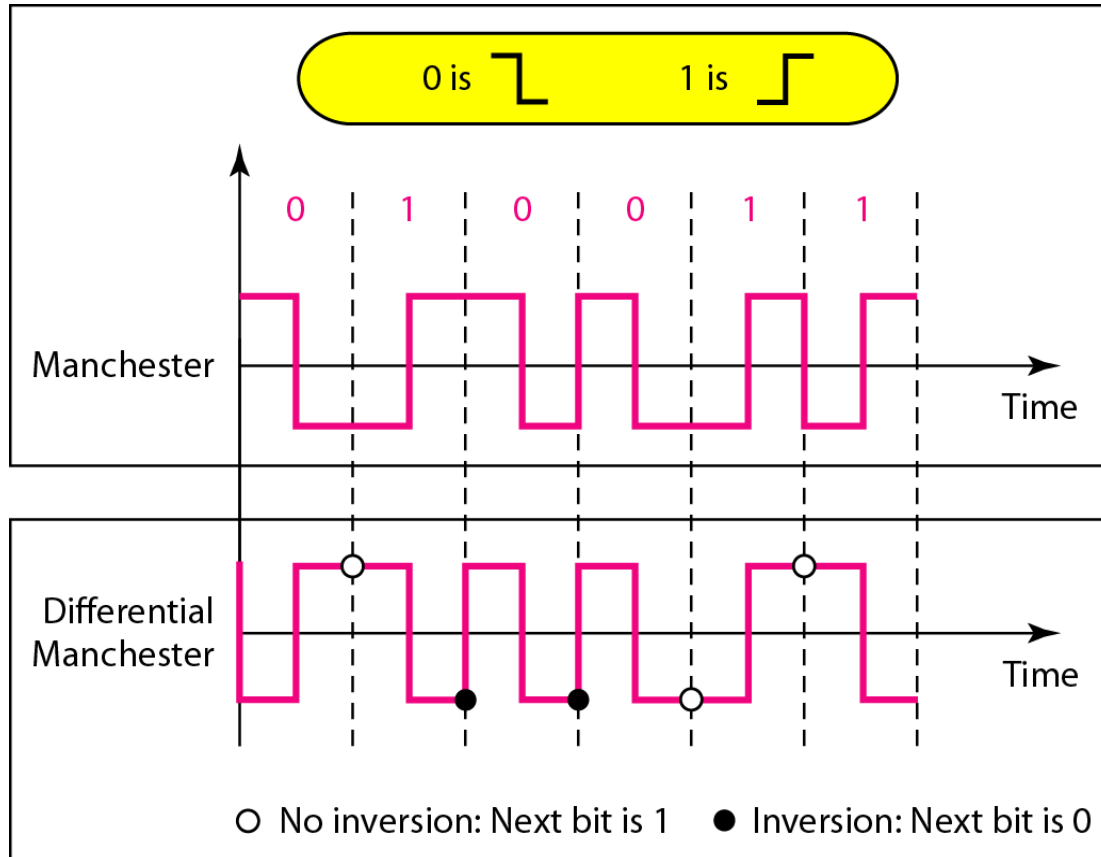 0 is 1 is
0 1 0 0 1 1
Manchester
Time
Differential
Manchester
Time
No inversion: Next bit is 1 Inversion: Next bit is 0